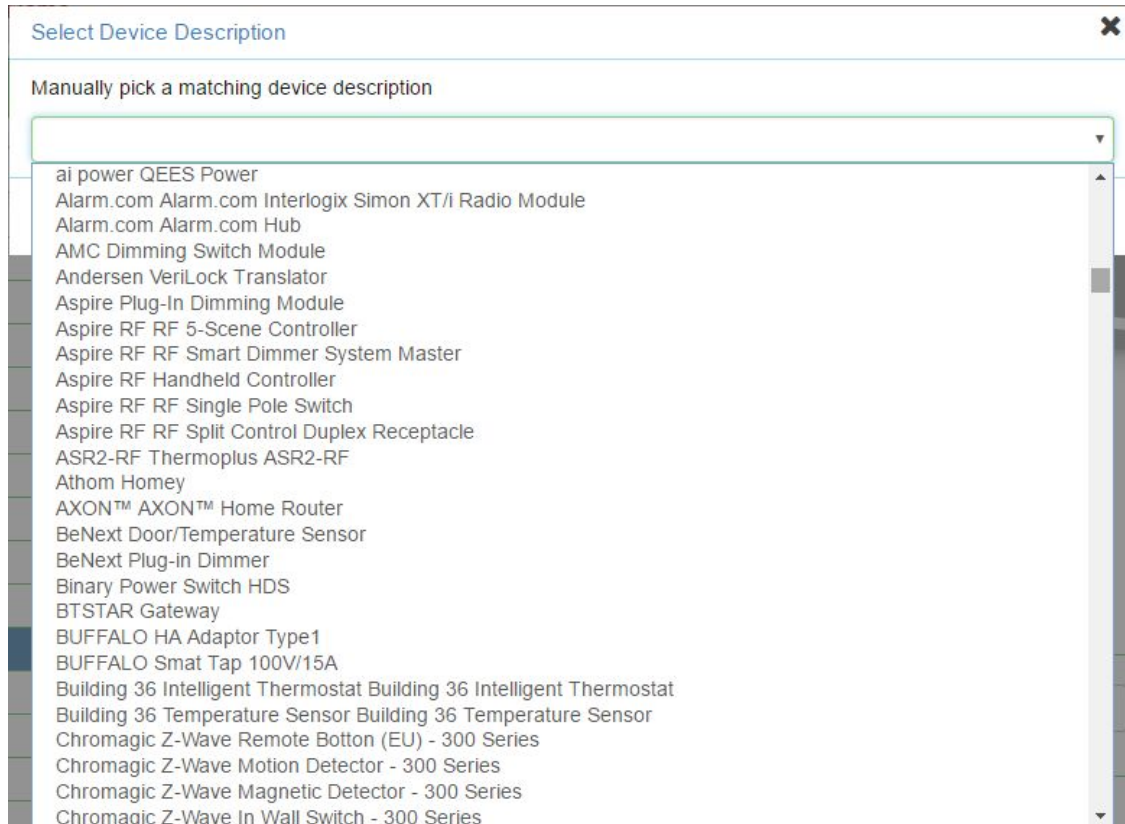 Select Device Description
Manually pick a matching device description
ai power QEES Power
Alarm.com Alarm.com Interlogix Simon XT/i Radio Module
Alarm.com Alarm.com Hub
AMC Dimming Switch Module
Andersen VeriLock Translator
Aspire Plug-In Dimming Module
Aspire RF RF 5-Scene Controller
Aspire RF RF Smart Dimmer System Master
Aspire RF Handheld Controller
Aspire RF RF Single Pole Switch
Aspire RF RF Split Control Duplex Receptacle
ASR2-RF Thermoplus ASR2-RF
Athom Homey
AXON™ AXON™ Home Router
BeNext Door/Temperature Sensor
BeNext Plug-in Dimmer
Binary Power Switch HDS
BTSTAR Gateway
BUFFALO HA Adaptor Type1
BUFFALO Smat Tap 100V/15A
Building 36 Intelligent Thermostat Building 36 Intelligent Thermostat
Building 36 Temperature Sensor Building 36 Temperature Sensor
Chromagic Z-Wave Remote Botton (EU) - 300 Series
Chromagic Z-Wave Motion Detector - 300 Series
Chromagic Z-Wave Magnetic Detector - 300 Series
Chromagic Z-Wave In Wall Switch - 300 Series